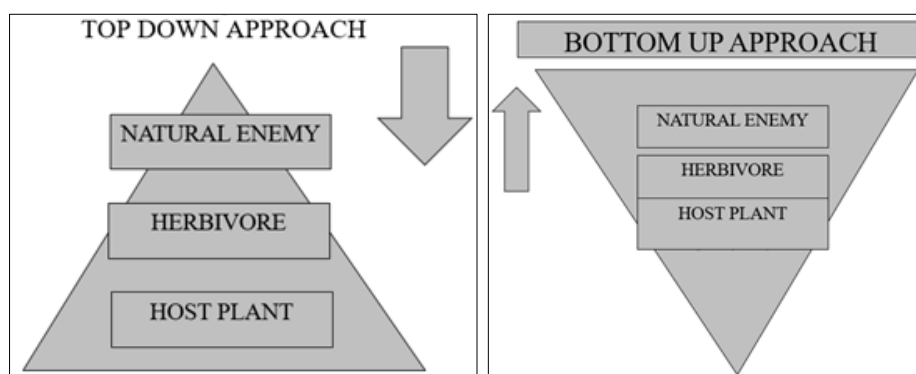 TOP DOWN APPROACH
NATURAL ENEMY
HERBIVORE
HOST PLANT
BOTTOM UP APPROACH
NATURAL ENEMY
HERBIVORE
HOST PLANT